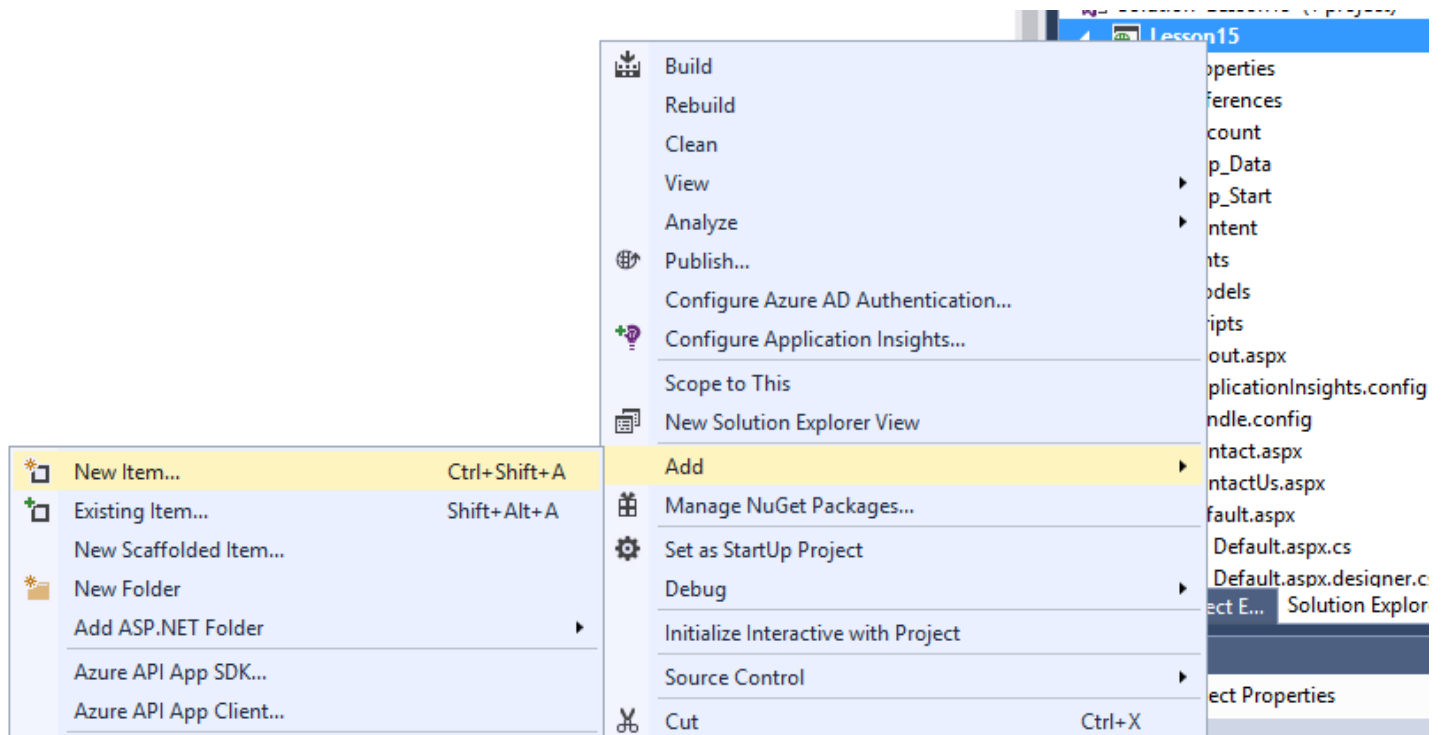 Lesson15
Build
Rebuild
Clean
View
Analyze
Publish...
Configure Azure AD Authentication...
Configure Application Insights...
Scope to This
New Solution Explorer View
Add
Manage NuGet Packages...
Set as StartUp Project
Debug
Initialize Interactive with Project
Source Control
Cut Ctrl+X
New Item... Ctrl+Shift+A
Existing Item... Shift+Alt+A
New Scaffolded Item...
New Folder
Add ASP.NET Folder
Azure API App SDK...
Azure API App Client...
operties
ferences
count
p_Data
p_Start
ntent
nts
odels
ripts
out.aspx
plicationInsights.config
ndle.config
ntact.aspx
ntactUs.aspx
fault.aspx
Default.aspx.cs
Default.aspx.designer.cs
ect E... Solution Explor
ect Properties